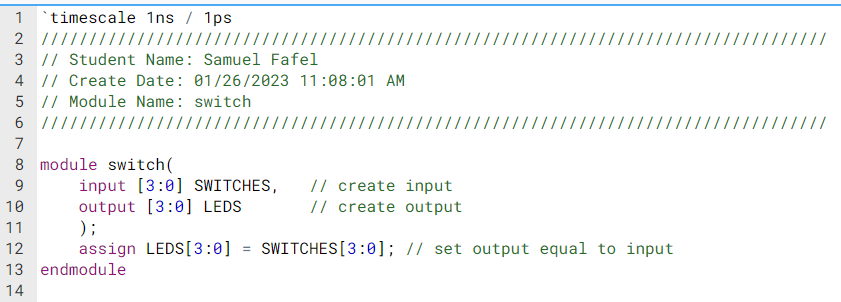 1 `timescale 1ns / 1ps
2 //////////////////////////////////////////////////////////////////////////////////
3 // Student Name: Samuel Fafel
4 // Create Date: 01/26/2023 11:08:01 AM
5 // Module Name: switch
6 //////////////////////////////////////////////////////////////////////////////////
7
8 module switch(
9     input [3:0] SWITCHES,   // create input
10     output [3:0] LEDS       // create output
11     );
12     assign LEDS[3:0] = SWITCHES[3:0]; // set output equal to input
13 endmodule
14